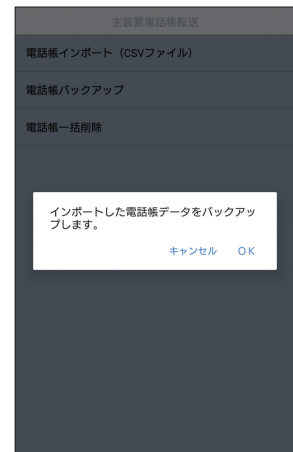 主装置電話帳転送
電話帳インポート（CSVファイル）
電話帳バックアップ
電話帳一括削除
インポートした電話帳データをバックアッ
プします。
キャンセル OK